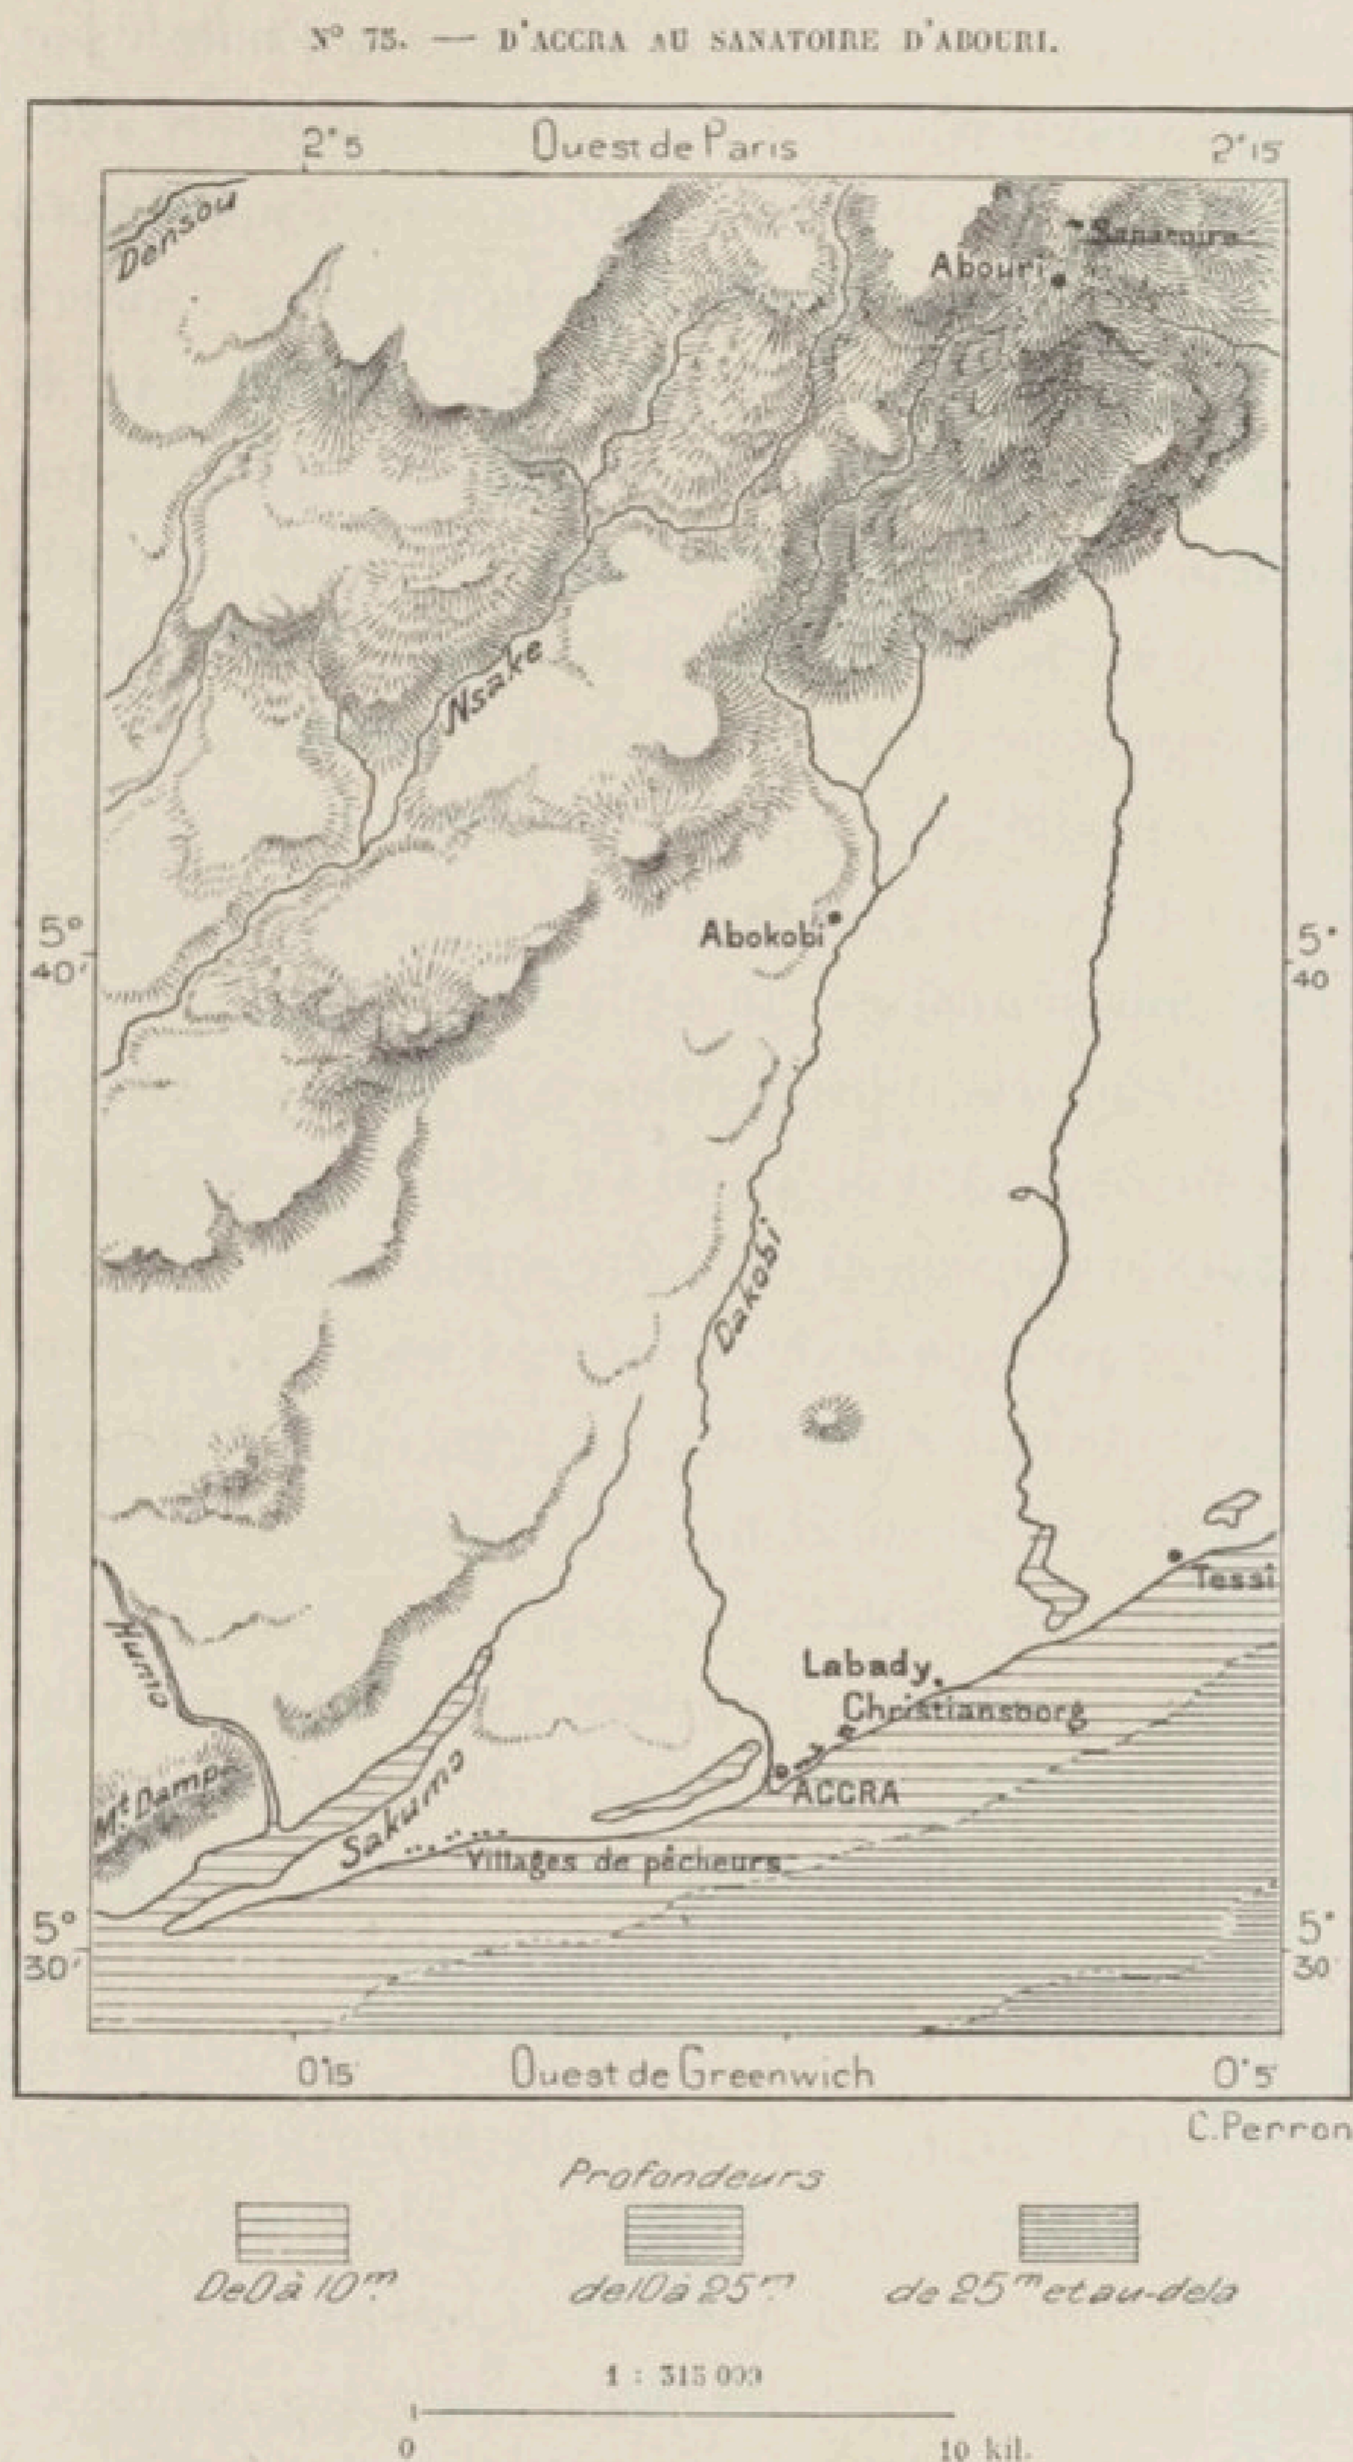 N° 75. — D'ACCRA AU SANATOIRE D'ABOURI.
2°5 Ouest de Paris 2°15
Densou
Sanatoire
Abouri
Nsake
5° 5°
40' 40
Abokobi
Dakobi
Tessi
Humo
Labady
Christiansborg
Mt Dampa
ACCRA
Sakumo
Villages de pêcheurs
5° 5°
30' 30'
0°15' Ouest de Greenwich 0°5'
C. Perron
Profondeurs
De 0 à 10m. de 10 à 25m. de 25m et au-dela
1 : 315 000
0 10 kil.